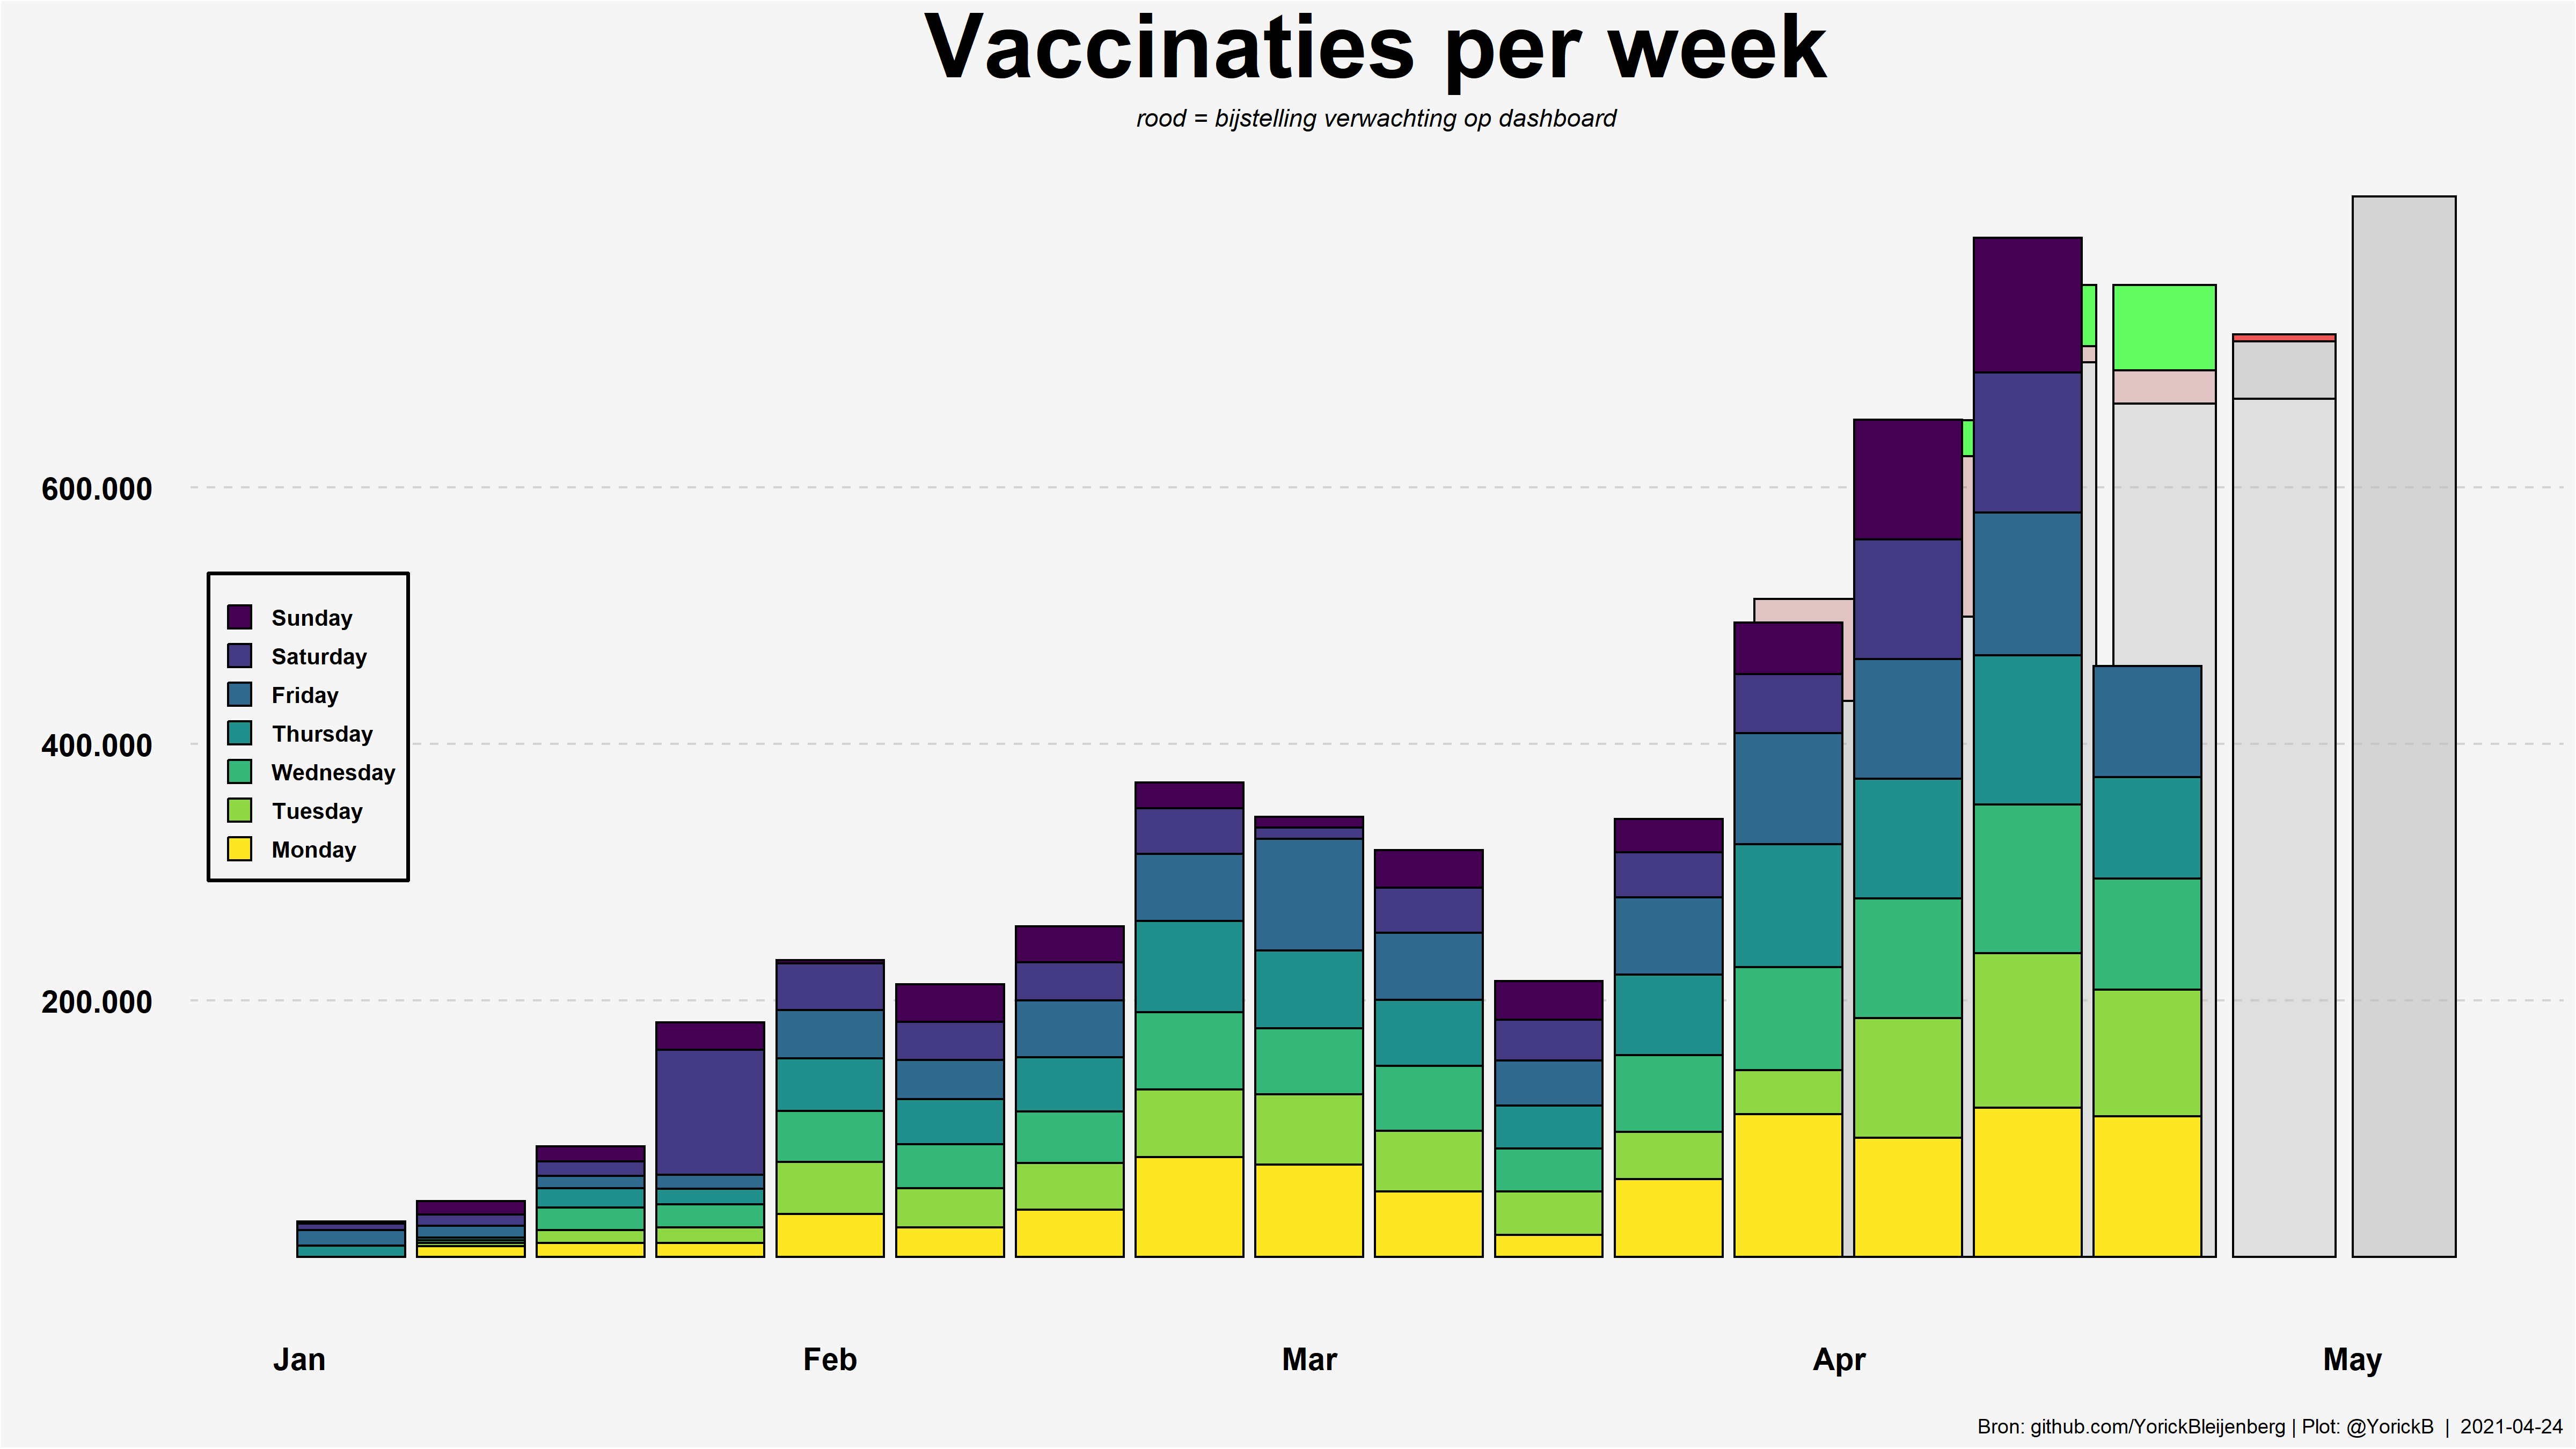 Vaccinaties per week
rood = bijstelling verwachting op dashboard
600.000
400.000
200.000
Sunday
Saturday
Friday
Thursday
Wednesday
Tuesday
Monday
Jan Feb Mar Apr May
Bron: github.com/YorickBleijenberg | Plot: @YorickB | 2021-04-24